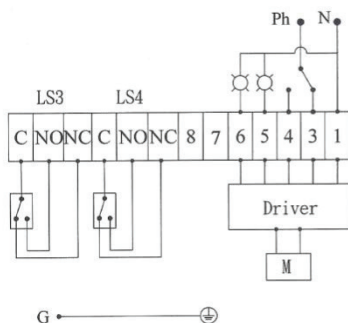 Ph N
LS3 LS4
C NO NC C NO NC 8 7 6 5 4 3 1
Driver
M
G